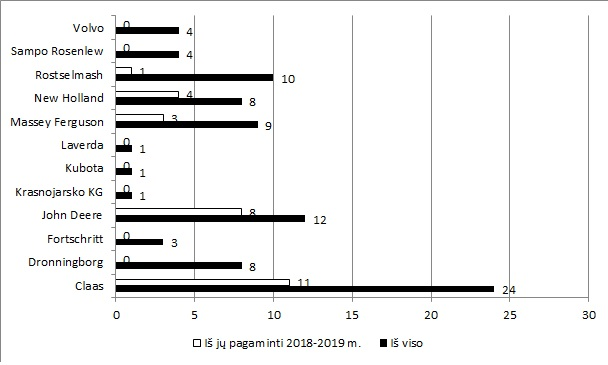 Volvo 0 4
Sampo Rosenlew 0 4
Rostselmash 1 10
New Holland 4 8
Massey Ferguson 3 9
Laverda 0 1
Kubota 0 1
Krasnojarsko KG 0 1
John Deere 8 12
Fortschritt 0 3
Dronningborg 0 8
Claas 11 24
0 5 10 15 20 25 30
Iš jų pagaminti 2018-2019 m. Iš viso